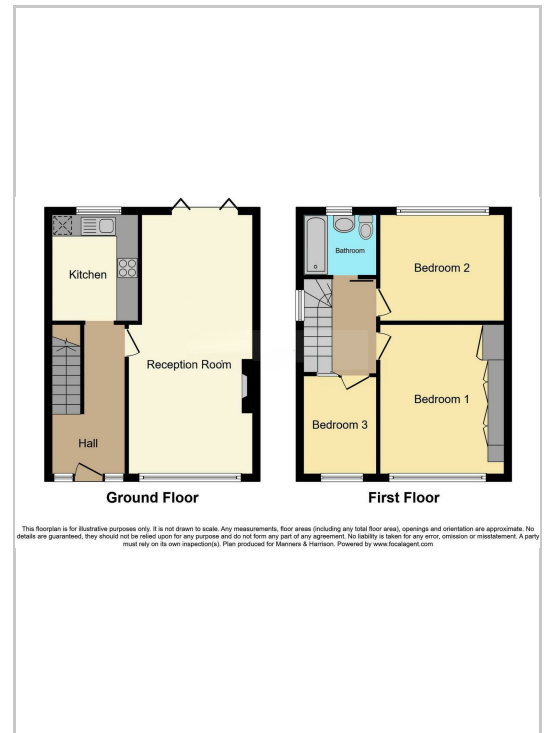 Kitchen
Reception Room
Hall
Ground Floor
Bathroom
Bedroom 2
Bedroom 1
Bedroom 3
First Floor
This floorplan is for illustrative purposes only. It is not drawn to scale. Any measurements, floor areas (including any total floor area), openings and orientation are approximate. No
details are guaranteed, they should not be relied upon for any purpose and do not form any part of any agreement. No liability is taken for any error, omission or misstatement. A party
must rely on its own inspection(s). Plan produced for Manners & Harrison. Powered by www.focalagent.com